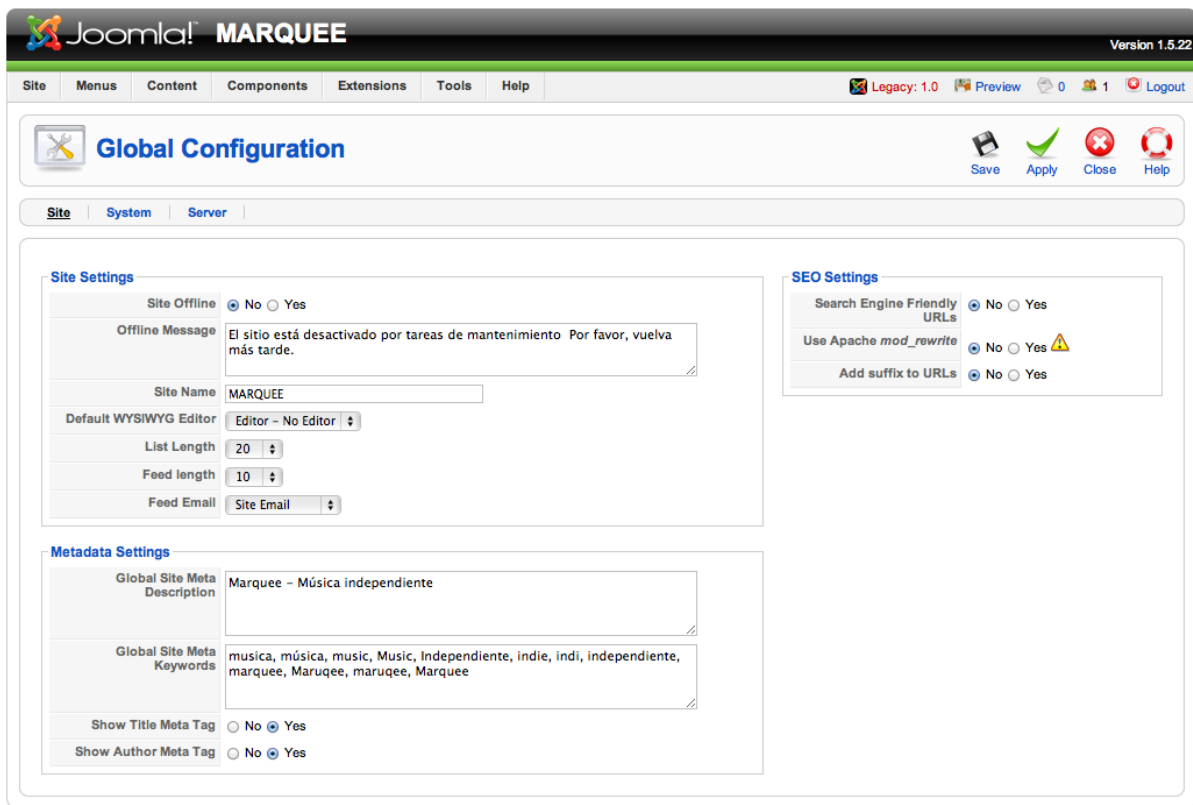 Joomla!™ MARQUEE
Version 1.5.22
Site Menus Content Components Extensions Tools Help Legacy: 1.0 Preview 0 1 Logout
Global Configuration
Save Apply Close Help
Site System Server
Site Settings
Site Offline No Yes
Offline Message
El sitio está desactivado por tareas de mantenimiento  Por favor, vuelva
más tarde.
Site Name MARQUEE
Default WYSIWYG Editor Editor – No Editor
List Length 20
Feed length 10
Feed Email Site Email
SEO Settings
Search Engine Friendly
URLs No Yes
Use Apache mod_rewrite No Yes
Add suffix to URLs No Yes
Metadata Settings
Global Site Meta
Description
Marquee – Música independiente
Global Site Meta
Keywords
musica, música, music, Music, Independiente, indie, indi, independiente,
marquee, Maruqee, maruqee, Marquee
Show Title Meta Tag No Yes
Show Author Meta Tag No Yes